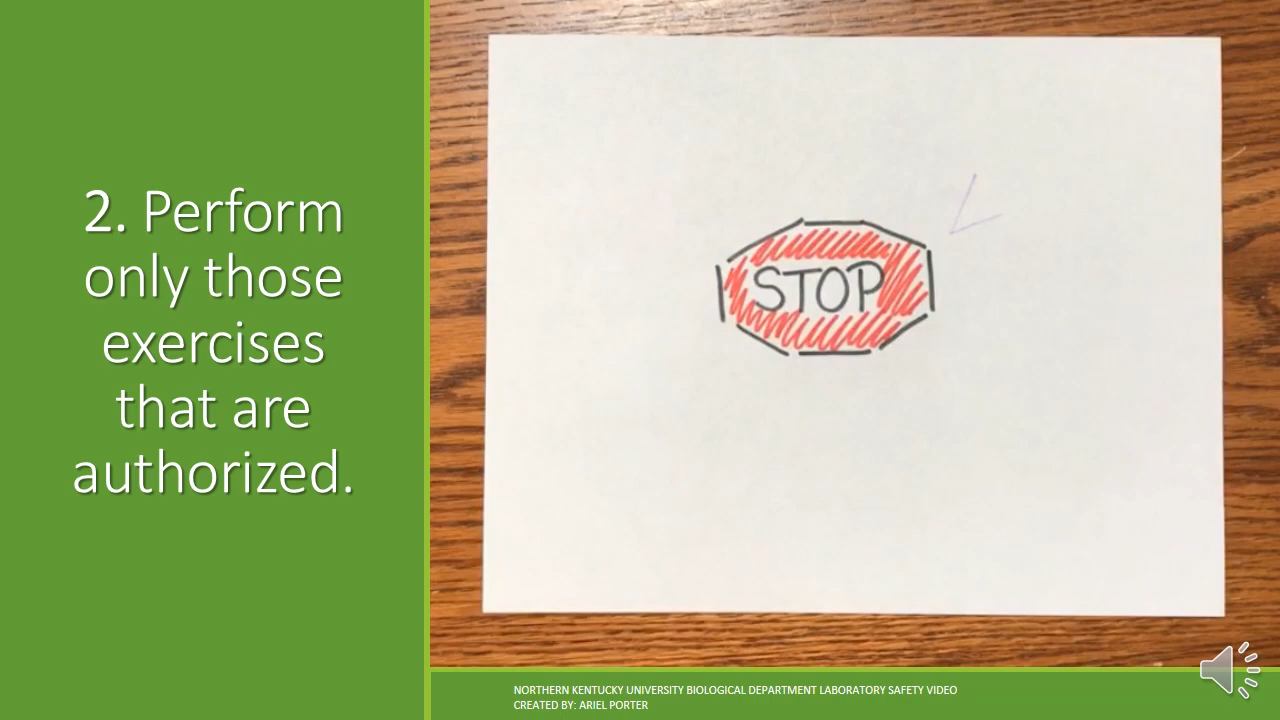 2. Perform
only those
exercises
that are
authorized.
STOP
NORTHERN KENTUCKY UNIVERSITY BIOLOGICAL DEPARTMENT LABORATORY SAFETY VIDEO
CREATED BY: ARIEL PORTER